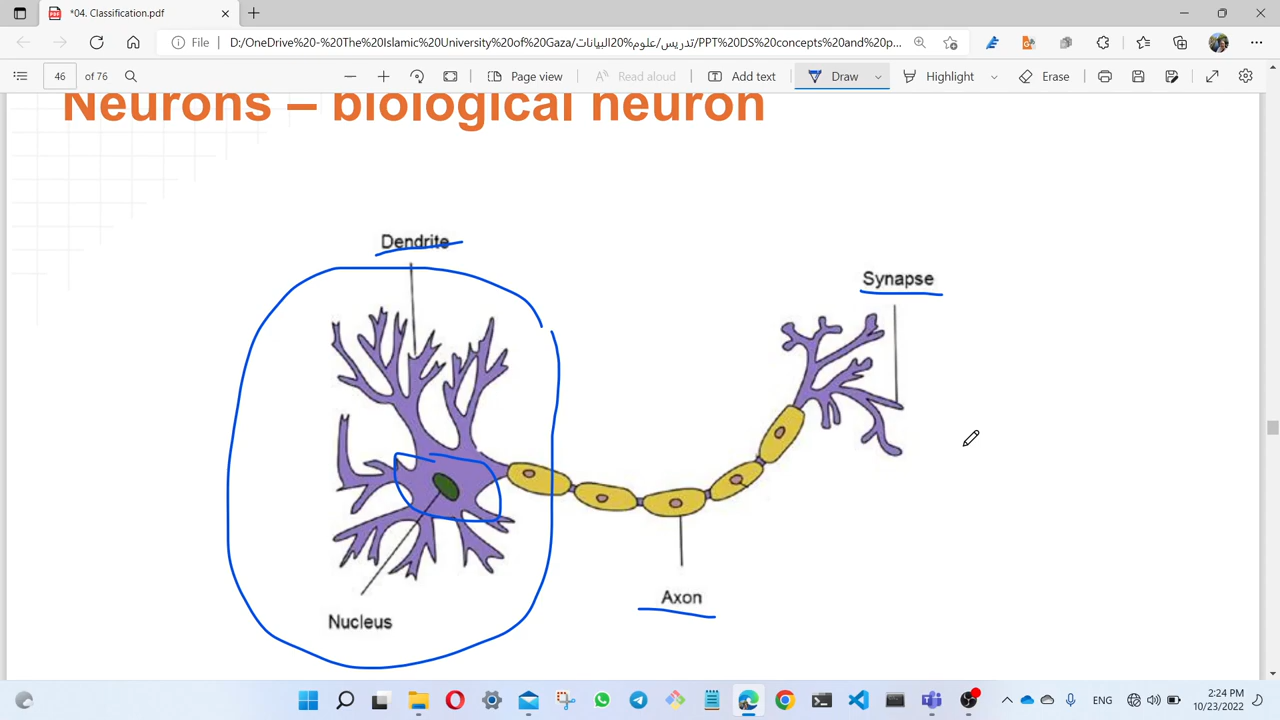 *04. Classification.pdf
File D:/OneDrive%20-%20The%20Islamic%20University%20of%20Gaza/تدريس/علوم%20البيانات/PPT%20DS%20concepts%20and%20p...
46 of 76 Page view Read aloud Add text Draw Highlight Erase
Neurons – biological neuron
Dendrite
Synapse
Axon
Nucleus
ENG
2:24 PM
10/23/2022